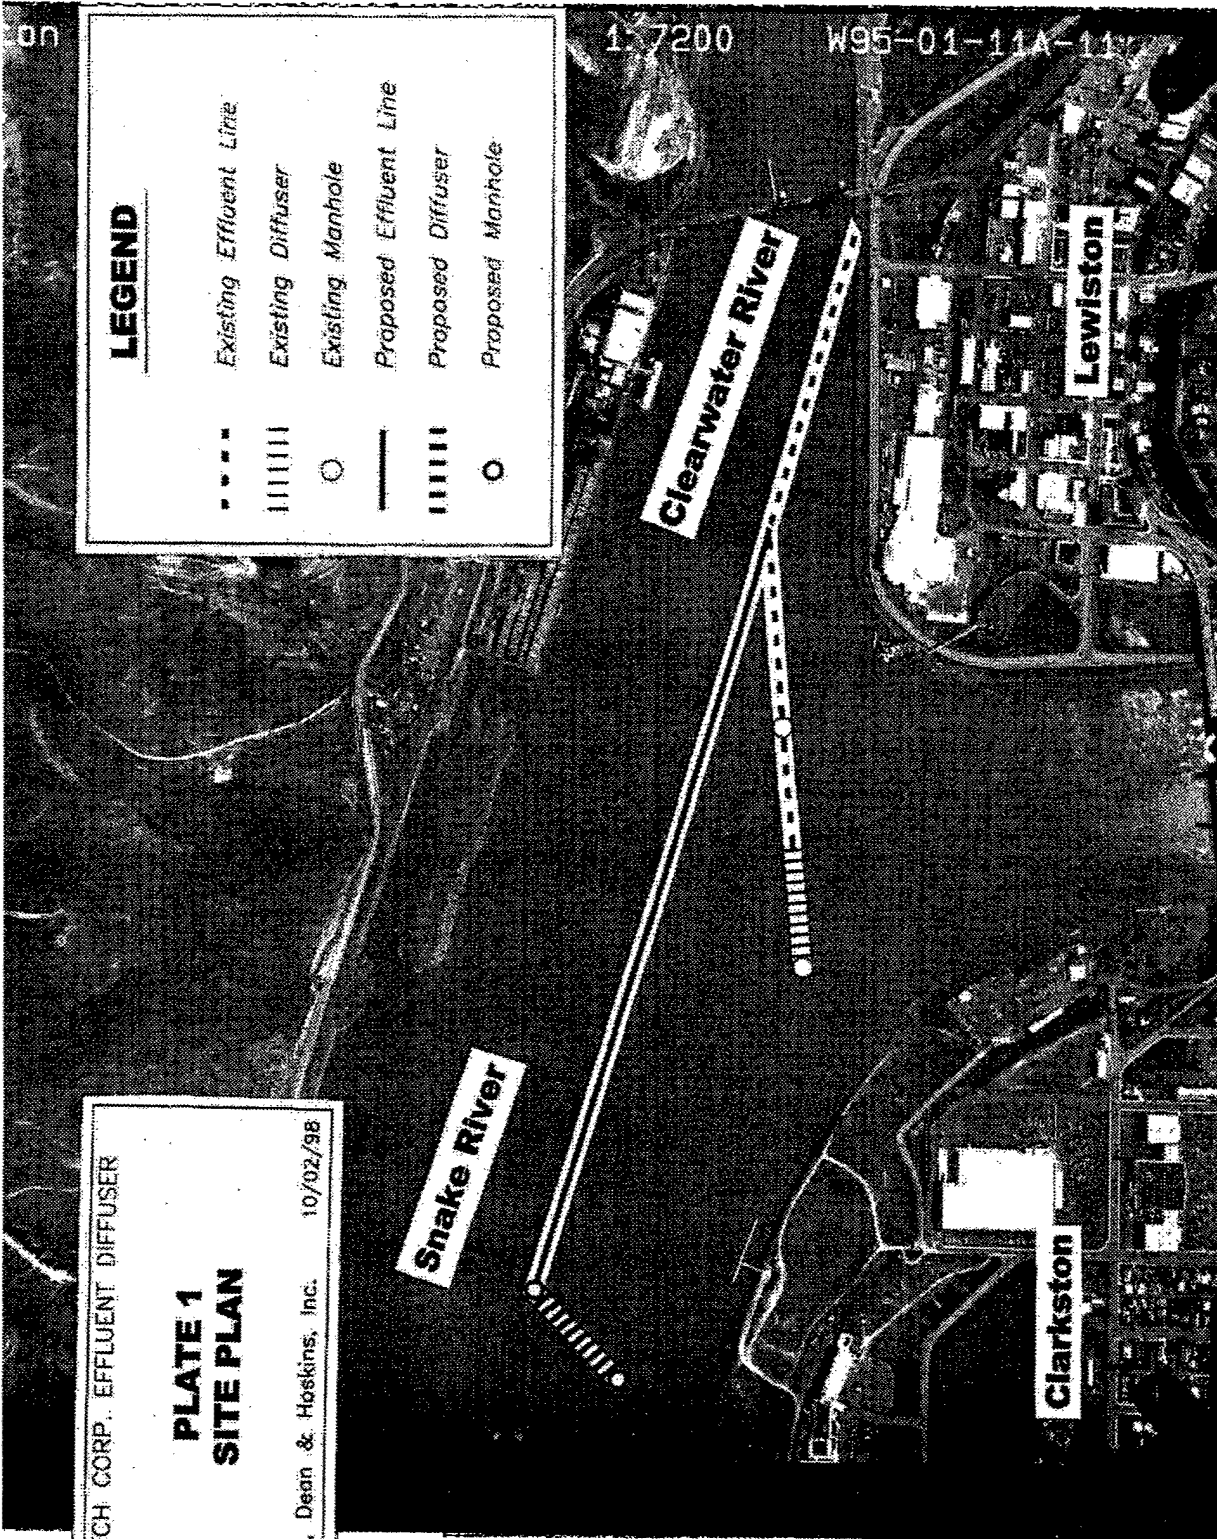 on
1: 7200
W95-01-11A-11
LEGEND
Existing Effluent Line
Existing Diffuser
Existing Manhole
Proposed Effluent Line
Proposed Diffuser
Proposed Manhole
Clearwater River
Lewiston
Snake River
Clarkston
CH CORP. EFFLUENT DIFFUSER
PLATE 1
SITE PLAN
, Dean & Hoskins, Inc. 10/02/98